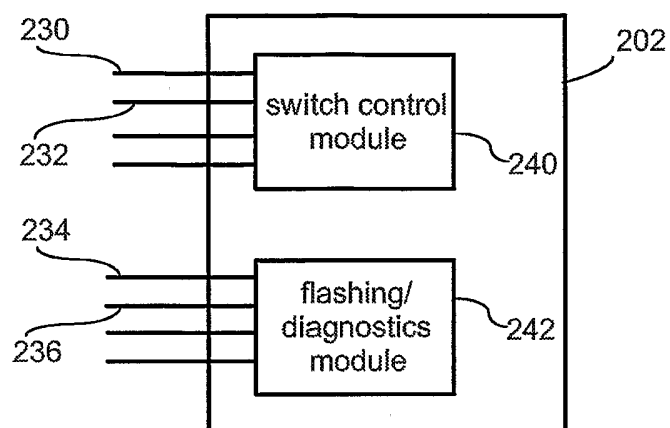 230
202
switch control
module
232
240
234
flashing/
diagnostics
module
236
242